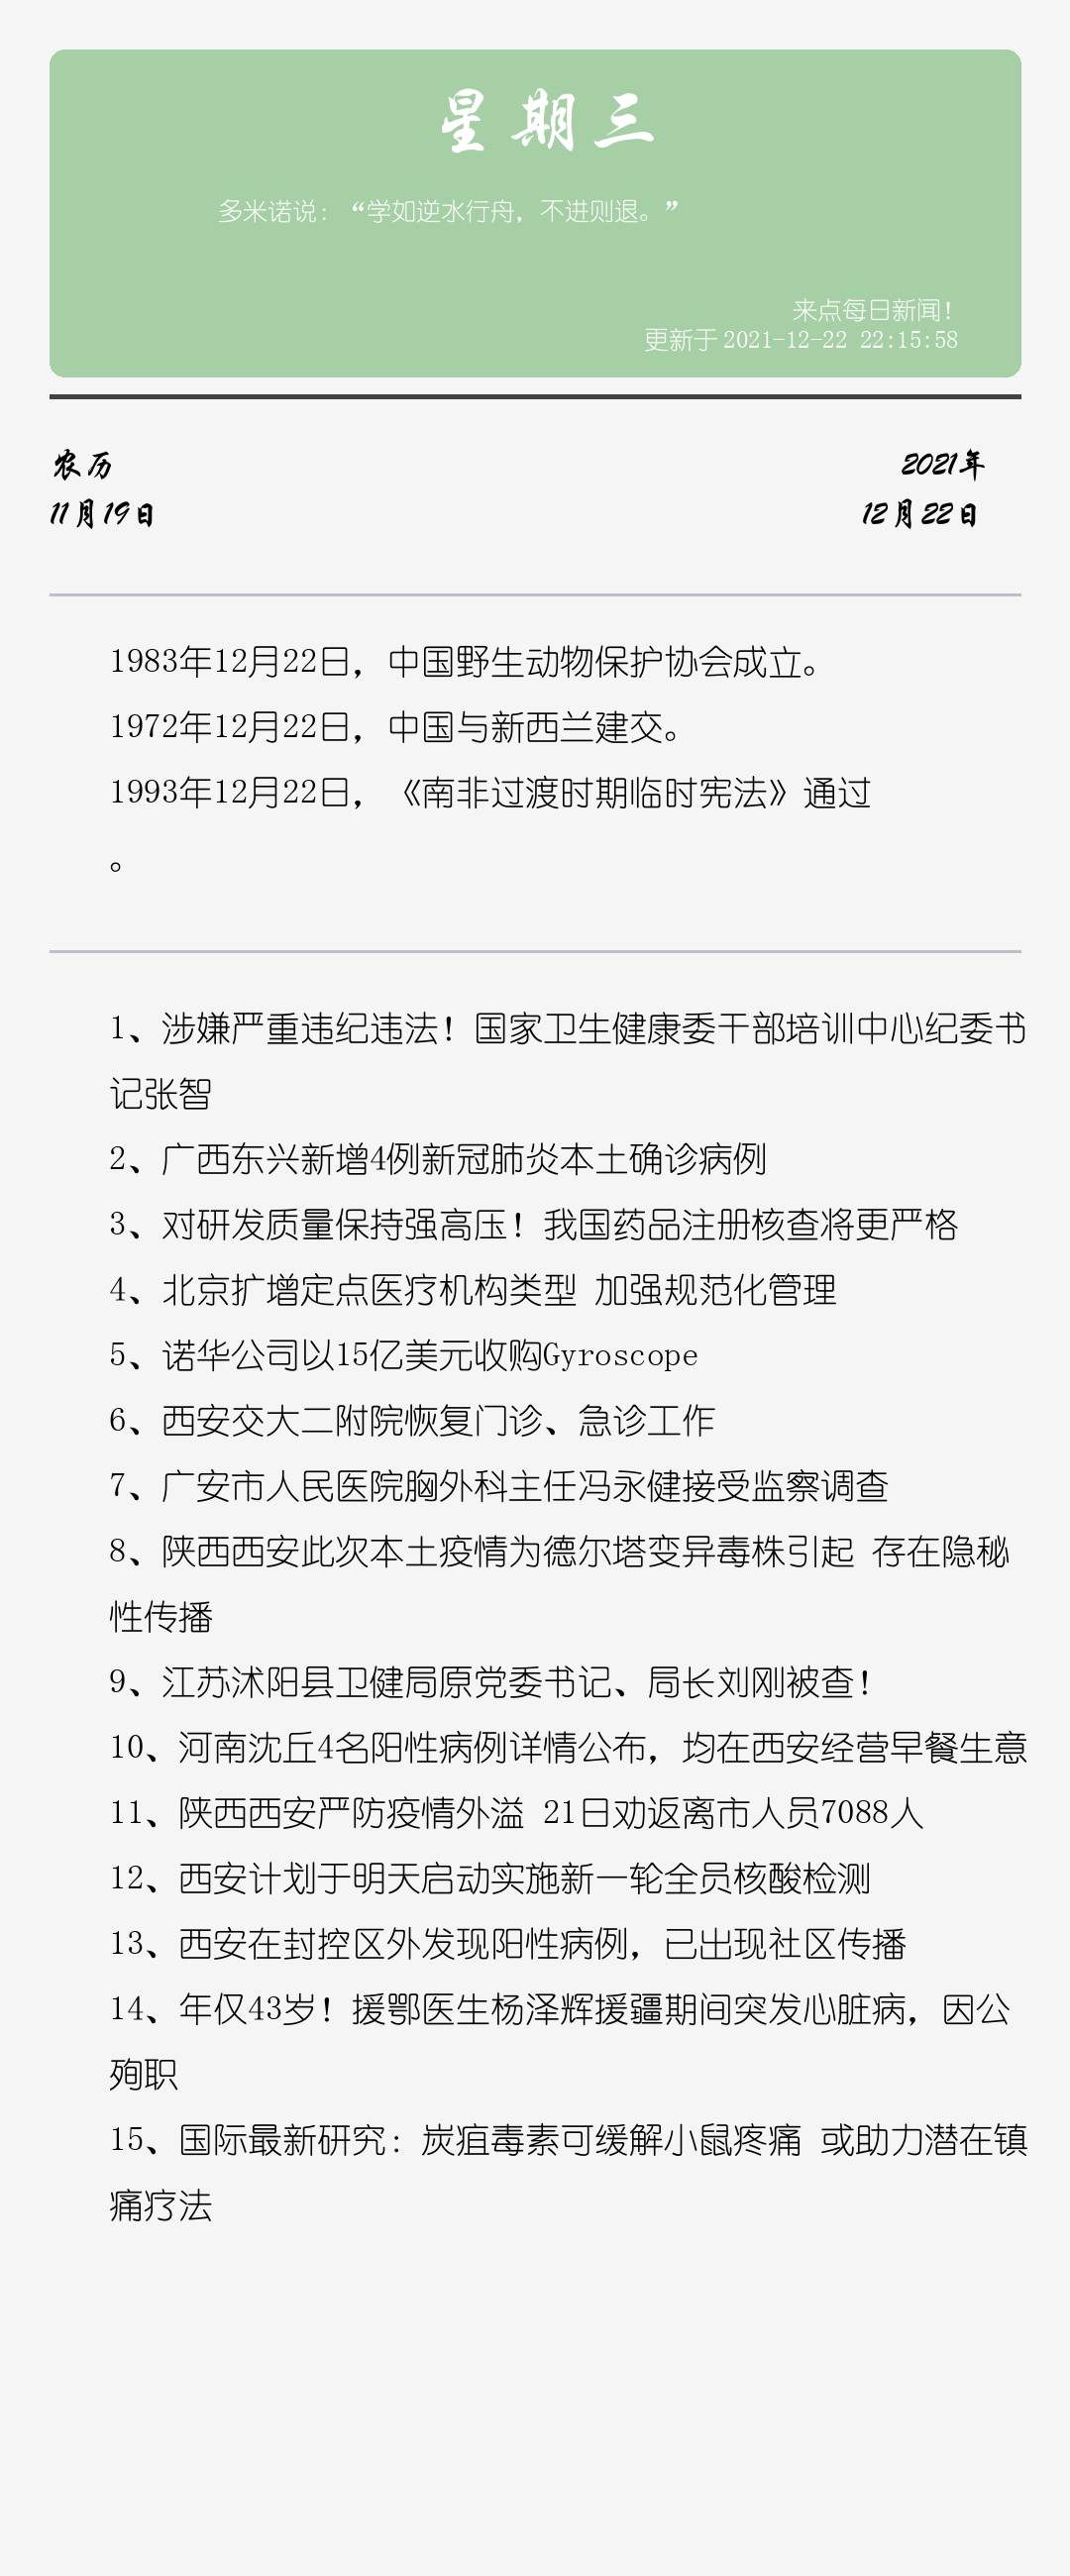 星期三
多米诺说：“学如逆水行舟，不进则退。”
来点每日新闻！
更新于 2021-12-22 22:15:58
农历
2021年
11月19日
12月22日
1983年12月22日，中国野生动物保护协会成立。
1972年12月22日，中国与新西兰建交。
1993年12月22日，《南非过渡时期临时宪法》通过
。
1、涉嫌严重违纪违法！国家卫生健康委干部培训中心纪委书
记张智
2、广西东兴新增4例新冠肺炎本土确诊病例
3、对研发质量保持强高压！我国药品注册核查将更严格
4、北京扩增定点医疗机构类型 加强规范化管理
5、诺华公司以15亿美元收购Gyroscope
6、西安交大二附院恢复门诊、急诊工作
7、广安市人民医院胸外科主任冯永健接受监察调查
8、陕西西安此次本土疫情为德尔塔变异毒株引起 存在隐秘
性传播
9、江苏沭阳县卫健局原党委书记、局长刘刚被查！
10、河南沈丘4名阳性病例详情公布，均在西安经营早餐生意
11、陕西西安严防疫情外溢 21日劝返离市人员7088人
12、西安计划于明天启动实施新一轮全员核酸检测
13、西安在封控区外发现阳性病例，已出现社区传播
14、年仅43岁！援鄂医生杨泽辉援疆期间突发心脏病，因公
殉职
15、国际最新研究：炭疽毒素可缓解小鼠疼痛 或助力潜在镇
痛疗法